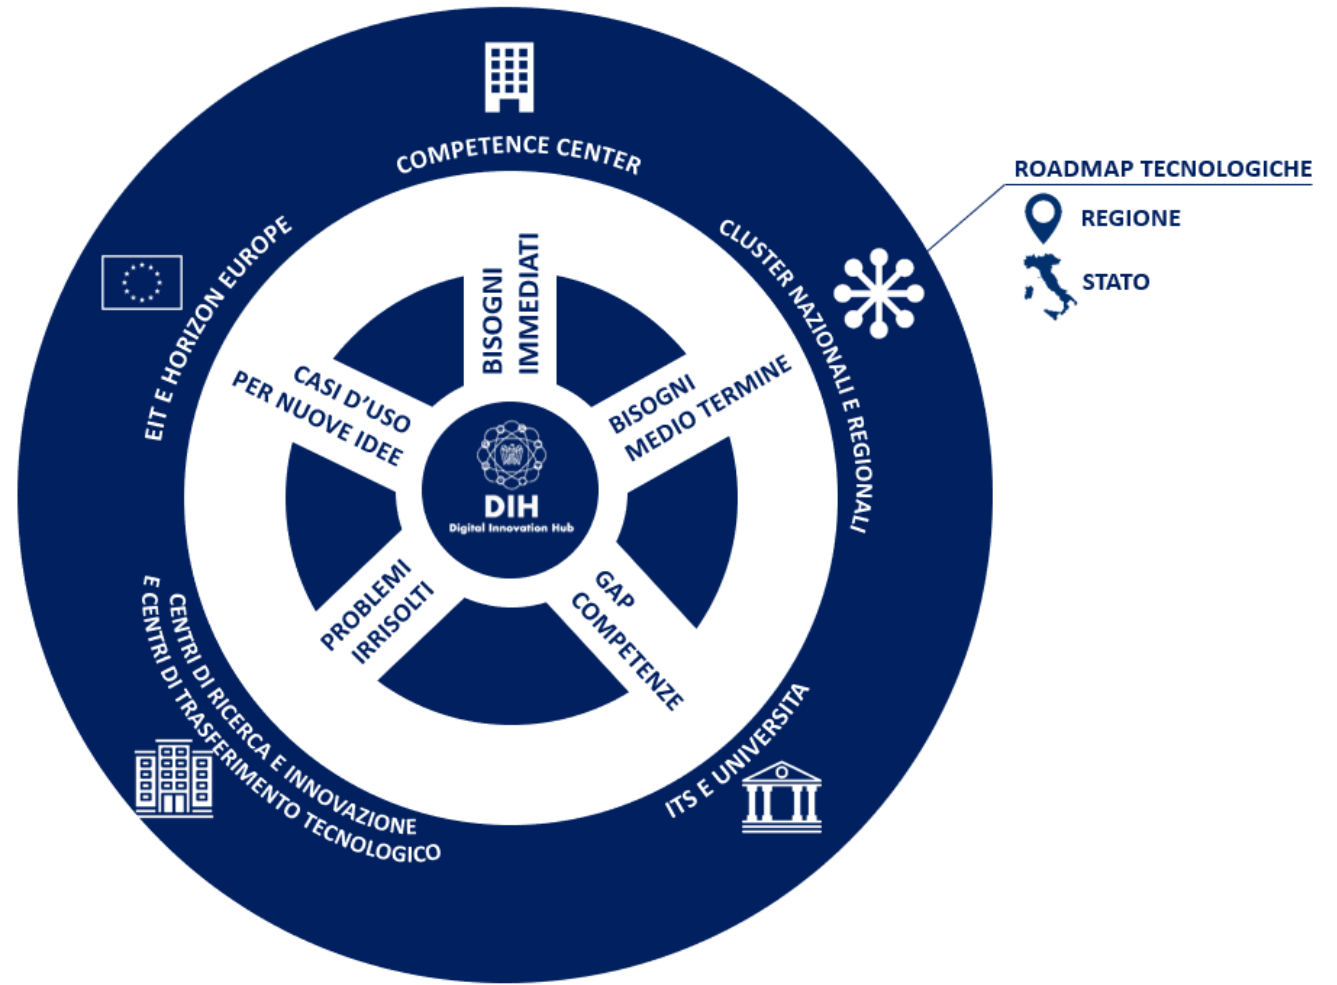 COMPETENCE CENTER
CLUSTER NAZIONALI E REGIONALI
ROADMAP TECNOLOGICHE
REGIONE
STATO
EIT E HORIZON EUROPE
BISOGNI
IMMEDIATI
BISOGNI
MEDIO TERMINE
CASI D’USO
PER NUOVE IDEE
DIH
Digital Innovation Hub
PROBLEMI
IRRISOLTI
GAP
COMPETENZE
CENTRI DI RICERCA E INNOVAZIONE
E CENTRI DI TRASFERIMENTO TECNOLOGICO
ITS E UNIVERSITA